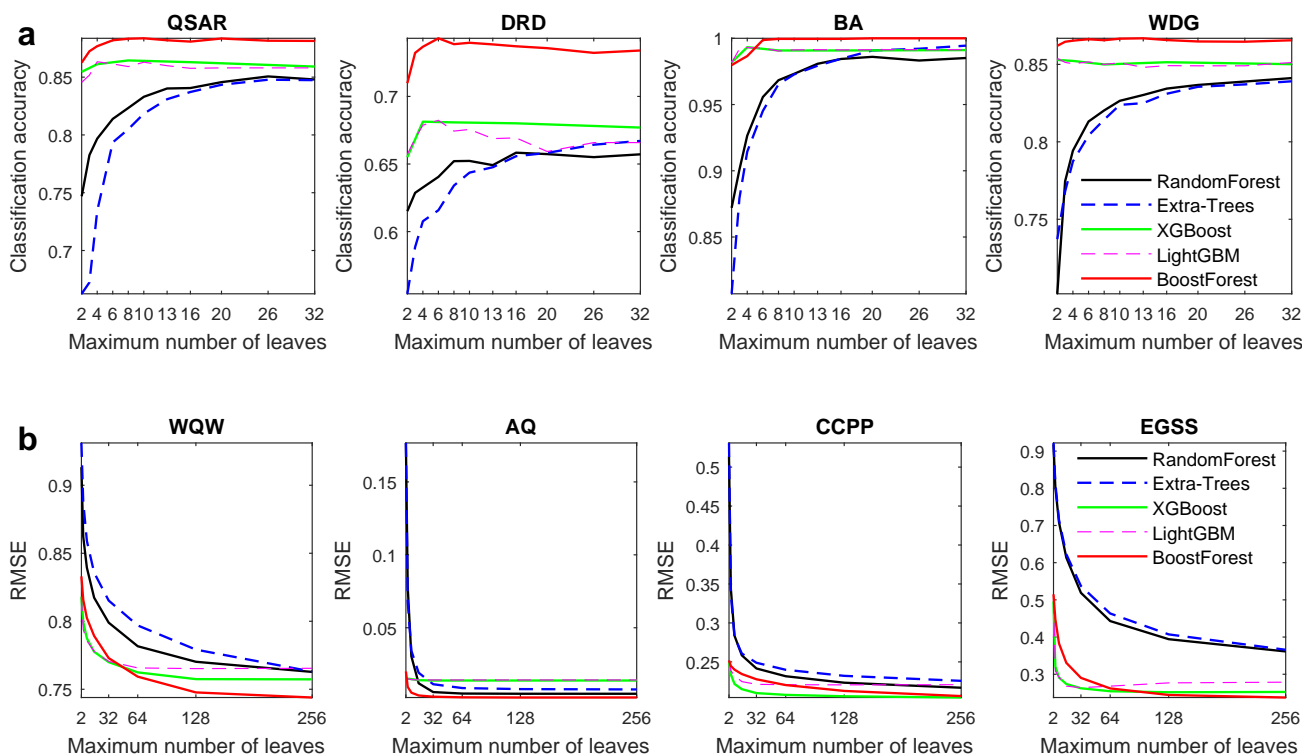 a
QSAR
DRD
BA
WDG
Classification accuracy
0.85
0.8
0.75
0.7
2 4 6 8 10 13 16 20 26 32
Maximum number of leaves
Classification accuracy
0.7
0.65
0.6
2 4 6 8 10 13 16 20 26 32
Maximum number of leaves
Classification accuracy
1
0.95
0.9
0.85
2 4 6 8 10 13 16 20 26 32
Maximum number of leaves
Classification accuracy
0.85
0.8
0.75
2 4 6 8 10 13 16 20 26 32
Maximum number of leaves
RandomForest
Extra-Trees
XGBoost
LightGBM
BoostForest
b
WQW
AQ
CCPP
EGSS
RMSE
0.9
0.85
0.8
0.75
2 32 64 128 256
Maximum number of leaves
RMSE
0.15
0.1
0.05
2 32 64 128 256
Maximum number of leaves
RMSE
0.5
0.45
0.4
0.35
0.3
0.25
2 32 64 128 256
Maximum number of leaves
RMSE
0.9
0.8
0.7
0.6
0.5
0.4
0.3
2 32 64 128 256
Maximum number of leaves
RandomForest
Extra-Trees
XGBoost
LightGBM
BoostForest